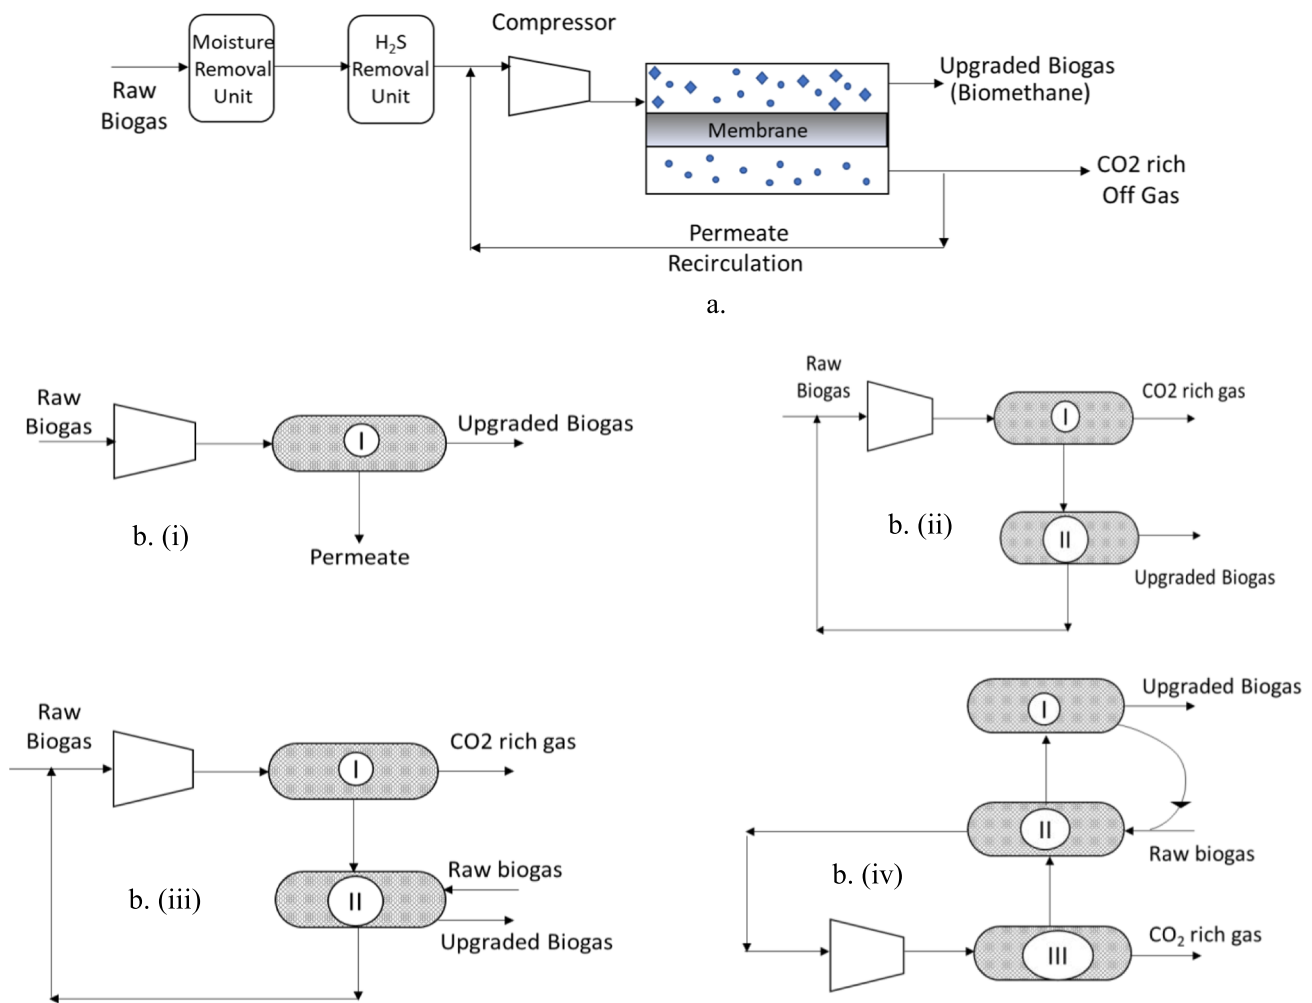 Compressor
Moisture
Removal
Unit
H₂S
Removal
Unit
Raw
Biogas
Membrane
Upgraded Biogas
(Biomethane)
CO2 rich
Off Gas
Permeate
Recirculation
a.
Raw
Biogas
I
Upgraded Biogas
b. (i)
Permeate
Raw
Biogas
I
CO2 rich gas
b. (ii)
II
Upgraded Biogas
Raw
Biogas
I
CO2 rich gas
b. (iii)
II
Raw biogas
Upgraded Biogas
I
Upgraded Biogas
II
Raw biogas
b. (iv)
III
CO₂ rich gas